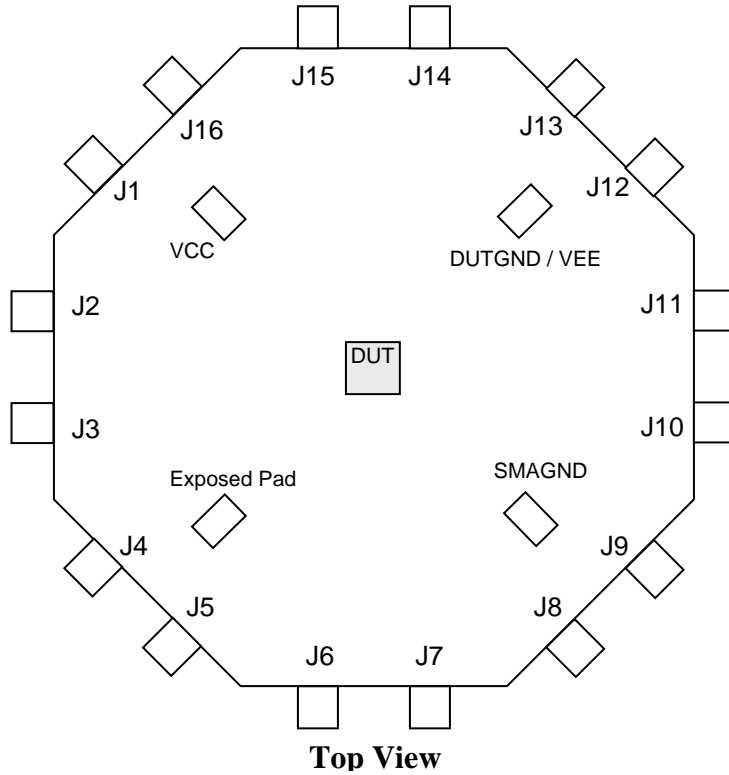 J15
J14
J16
J13
J1
J12
VCC
DUTGND / VEE
J2
J11
DUT
J3
J10
Exposed Pad
SMAGND
J4
J9
J5
J8
J6
J7
Top View